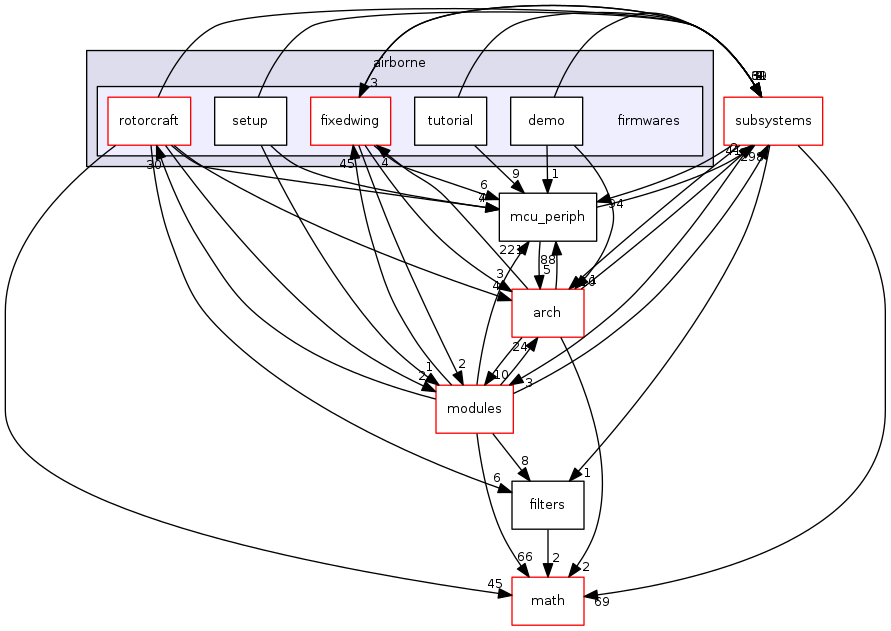 airborne
3
rotorcraft
setup
fixedwing
tutorial
demo
firmwares
subsystems
30
45
4
9
1
6
298
94
mcu_periph
221
88
5
3
4
arch
24
10
1
2
2
3
modules
8
6
1
filters
66
2
2
45
69
math